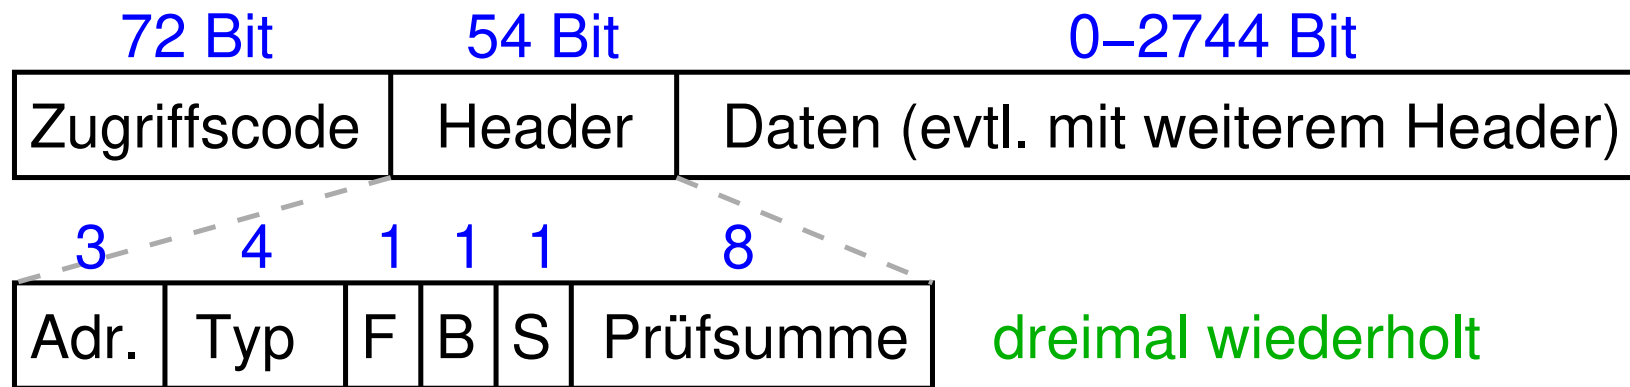 72 Bit 54 Bit 0–2744 Bit
Zugriffscode Header Daten (evtl. mit weiterem Header)
3 4 1 1 1 8
Adr. Typ F B S Prüfsumme dreimal wiederholt